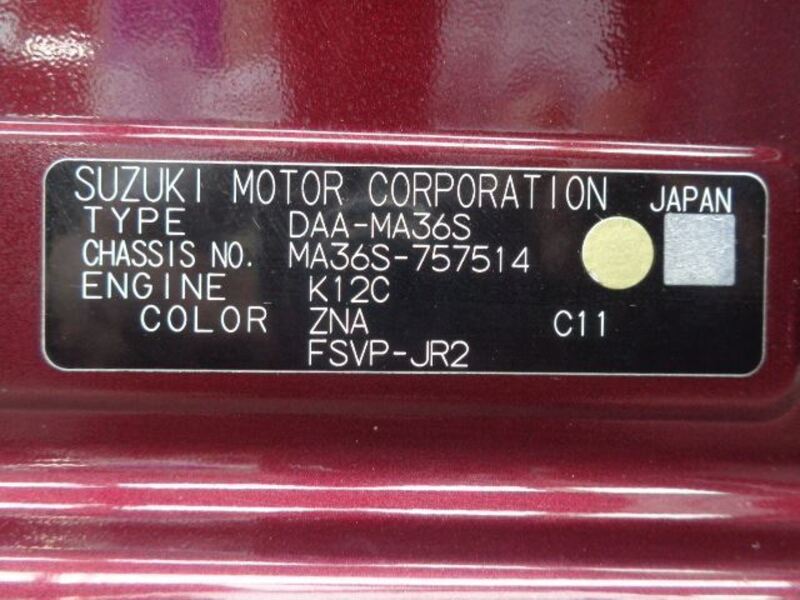 SUZUKI MOTOR CORPORATION JAPAN
TYPE DAA-MA36S
CHASSIS NO. MA36S-757514
ENGINE K12C
COLOR ZNA C11
FSVP-JR2